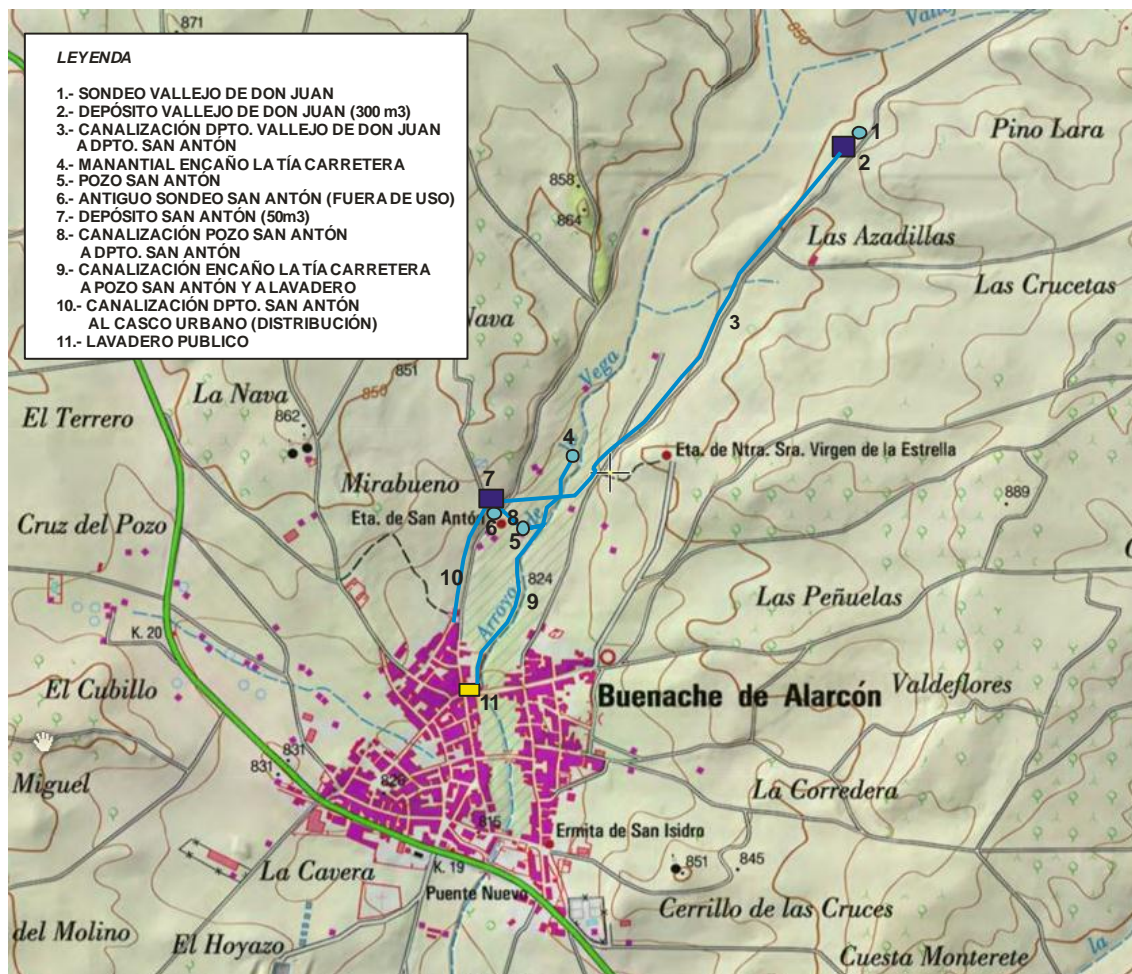 LEYENDA
1.- SONDEO VALLEJO DE DON JUAN
2.- DEPÓSITO VALLEJO DE DON JUAN (300 m3)
3.- CANALIZACIÓN DPTO. VALLEJO DE DON JUAN
A DPTO. SAN ANTÓN
4.- MANANTIAL ENCAÑO LA TÍA CARRETERA
5.- POZO SAN ANTÓN
6.- ANTIGUO SONDEO SAN ANTÓN (FUERA DE USO)
7.- DEPÓSITO SAN ANTÓN (50m3)
8.- CANALIZACIÓN POZO SAN ANTÓN
A DPTO. SAN ANTÓN
9.- CANALIZACIÓN ENCAÑO LA TÍA CARRETERA
A POZO SAN ANTÓN Y A LAVADERO
10.- CANALIZACIÓN DPTO. SAN ANTÓN
AL CASCO URBANO (DISTRIBUCIÓN)
11.- LAVADERO PUBLICO
871
850
1
Pino Lara
2
858
864
Las Azadillas
Las Crucetas
3
Nava
851
850
La Nava
Vega
El Terrero
862
4
Eta. de Ntra. Sra. Virgen de la Estrella
7
Mirabueno
889
Eta. de San Antón
6
8
5
de
Cruz del Pozo
10
824
9
Las Peñuelas
Arroyo
K. 20
El Cubillo
11
Buenache de Alarcón
Valdeflores
831
831
Miguel
826
La Corredera
815
Ermita de San Isidro
851
845
La Cavera
K. 19
Puente Nuevo
Cerrillo de las Cruces
del Molino
El Hoyazo
Cuesta Monterete
la